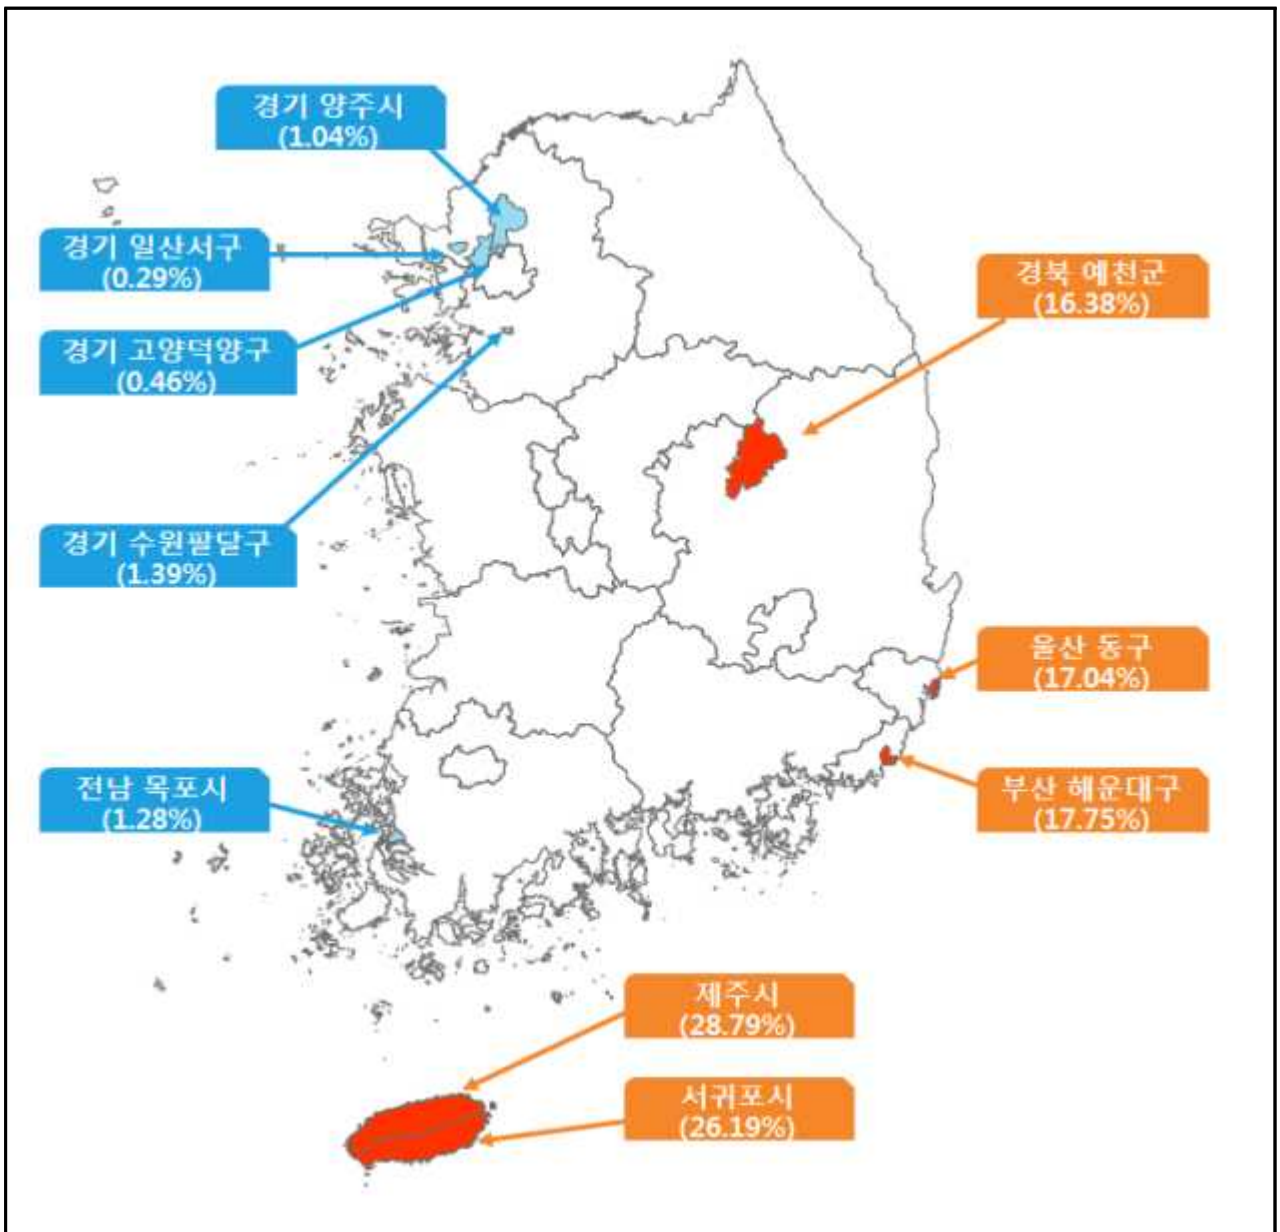 경기 양주시
(1.04%)
경기 일산서구
(0.29%)
경기 고양덕양구
(0.46%)
경기 수원팔달구
(1.39%)
전남 목포시
(1.28%)
경북 예천군
(16.38%)
울산 동구
(17.04%)
부산 해운대구
(17.75%)
제주시
(28.79%)
서귀포시
(26.19%)